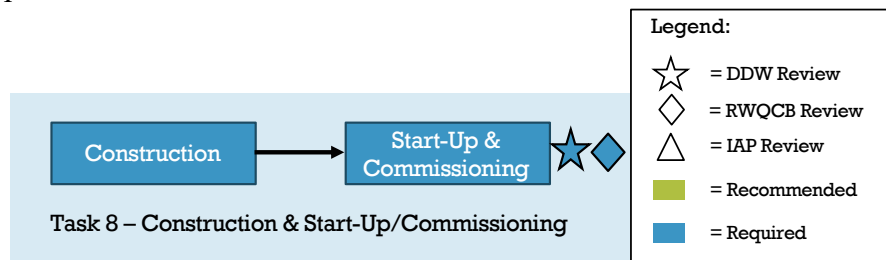 Legend:
= DDW Review
= RWQCB Review
= IAP Review
= Recommended
= Required
Construction
Start-Up &
Commissioning
Task 8 – Construction & Start-Up/Commissioning